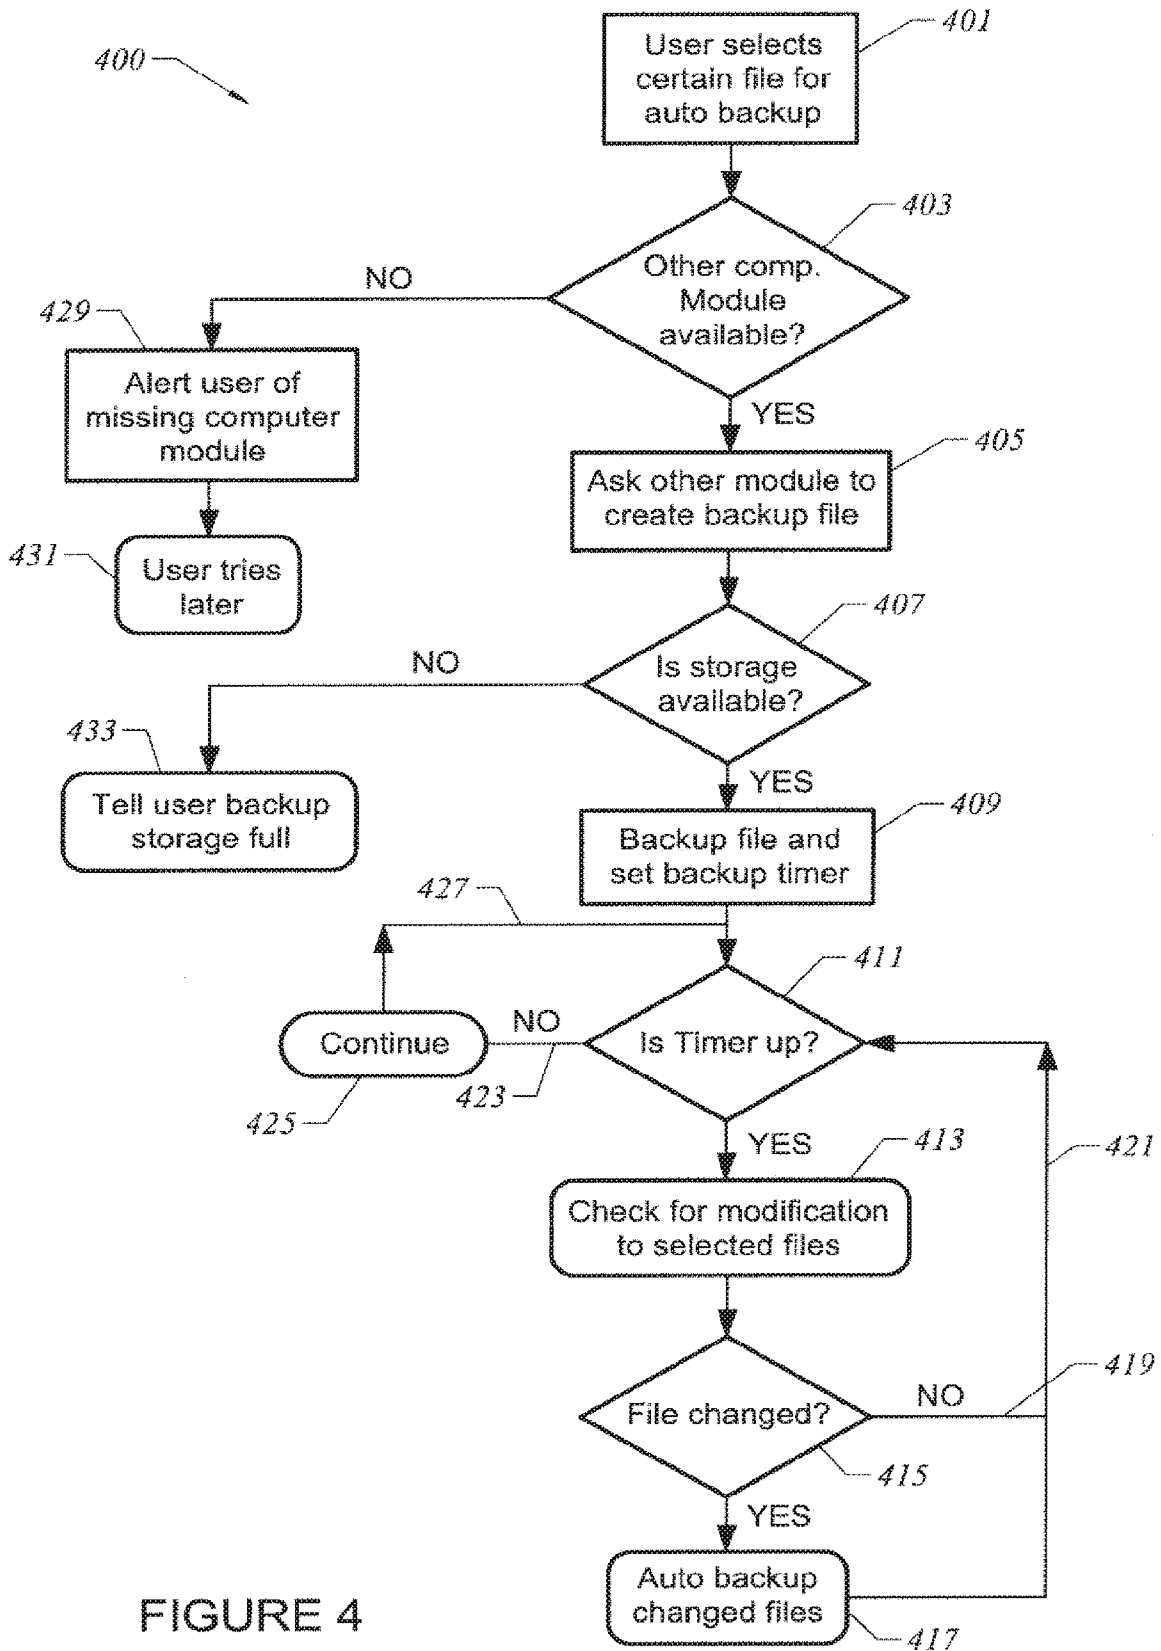 400
401
User selects
certain file for
auto backup
403
Other comp.
Module
available?
NO
YES
429
Alert user of
missing computer
module
405
Ask other module to
create backup file
431
User tries
later
407
Is storage
available?
NO
YES
433
Tell user backup
storage full
409
Backup file and
set backup timer
427
411
Is Timer up?
NO
Continue
423
425
YES
413
Check for modification
to selected files
421
419
File changed?
NO
415
YES
Auto backup
changed files
417
FIGURE 4